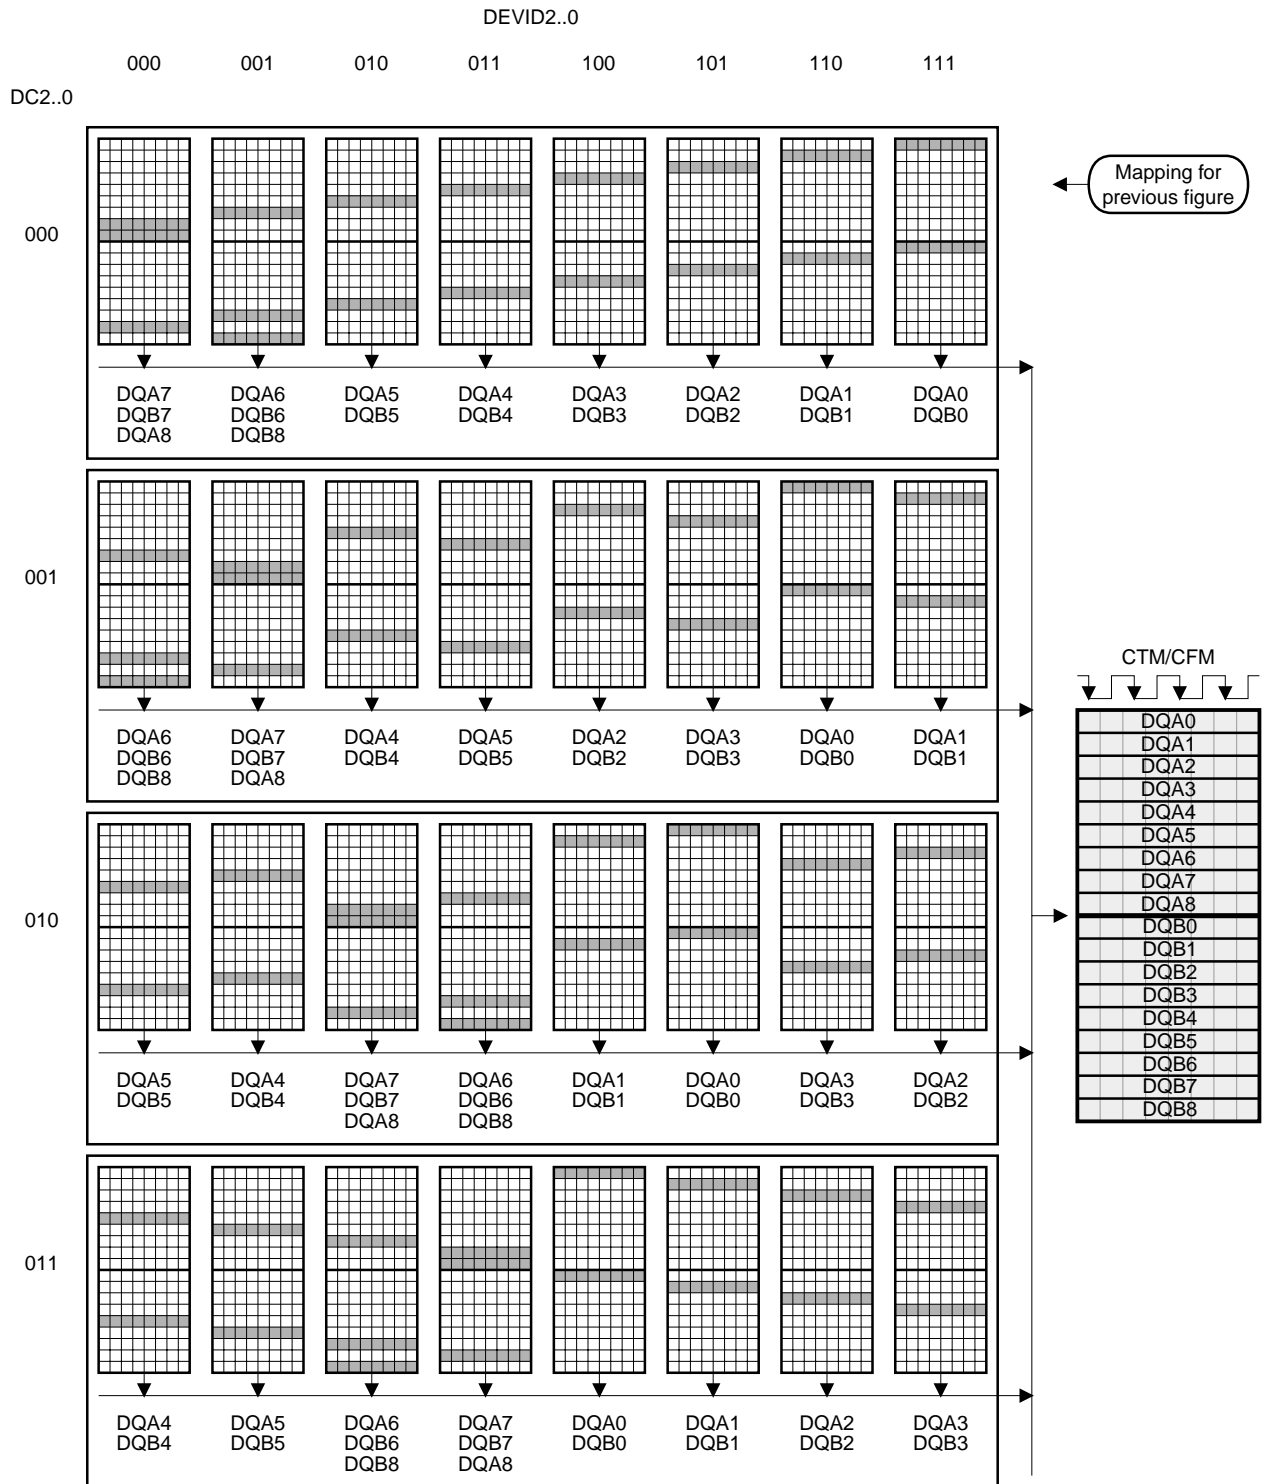 DEVID2..0
000 001 010 011 100 101 110 111
DC2..0
Mapping for
previous figure
000
DQA7 DQA6 DQA5 DQA4 DQA3 DQA2 DQA1 DQA0
DQB7 DQB6 DQB5 DQB4 DQB3 DQB2 DQB1 DQB0
DQA8 DQB8
001
DQA6 DQA7 DQA4 DQA5 DQA2 DQA3 DQA0 DQA1
DQB6 DQB7 DQB4 DQB5 DQB2 DQB3 DQB0 DQB1
DQB8 DQA8
010
DQA5 DQA4 DQA7 DQA6 DQA1 DQA0 DQA3 DQA2
DQB5 DQB4 DQB7 DQB6 DQB1 DQB0 DQB3 DQB2
DQA8 DQB8
011
DQA4 DQA5 DQA6 DQA7 DQA0 DQA1 DQA2 DQA3
DQB4 DQB5 DQB6 DQB7 DQB0 DQB1 DQB2 DQB3
DQB8 DQA8
CTM/CFM
DQA0
DQA1
DQA2
DQA3
DQA4
DQA5
DQA6
DQA7
DQA8
DQB0
DQB1
DQB2
DQB3
DQB4
DQB5
DQB6
DQB7
DQB8